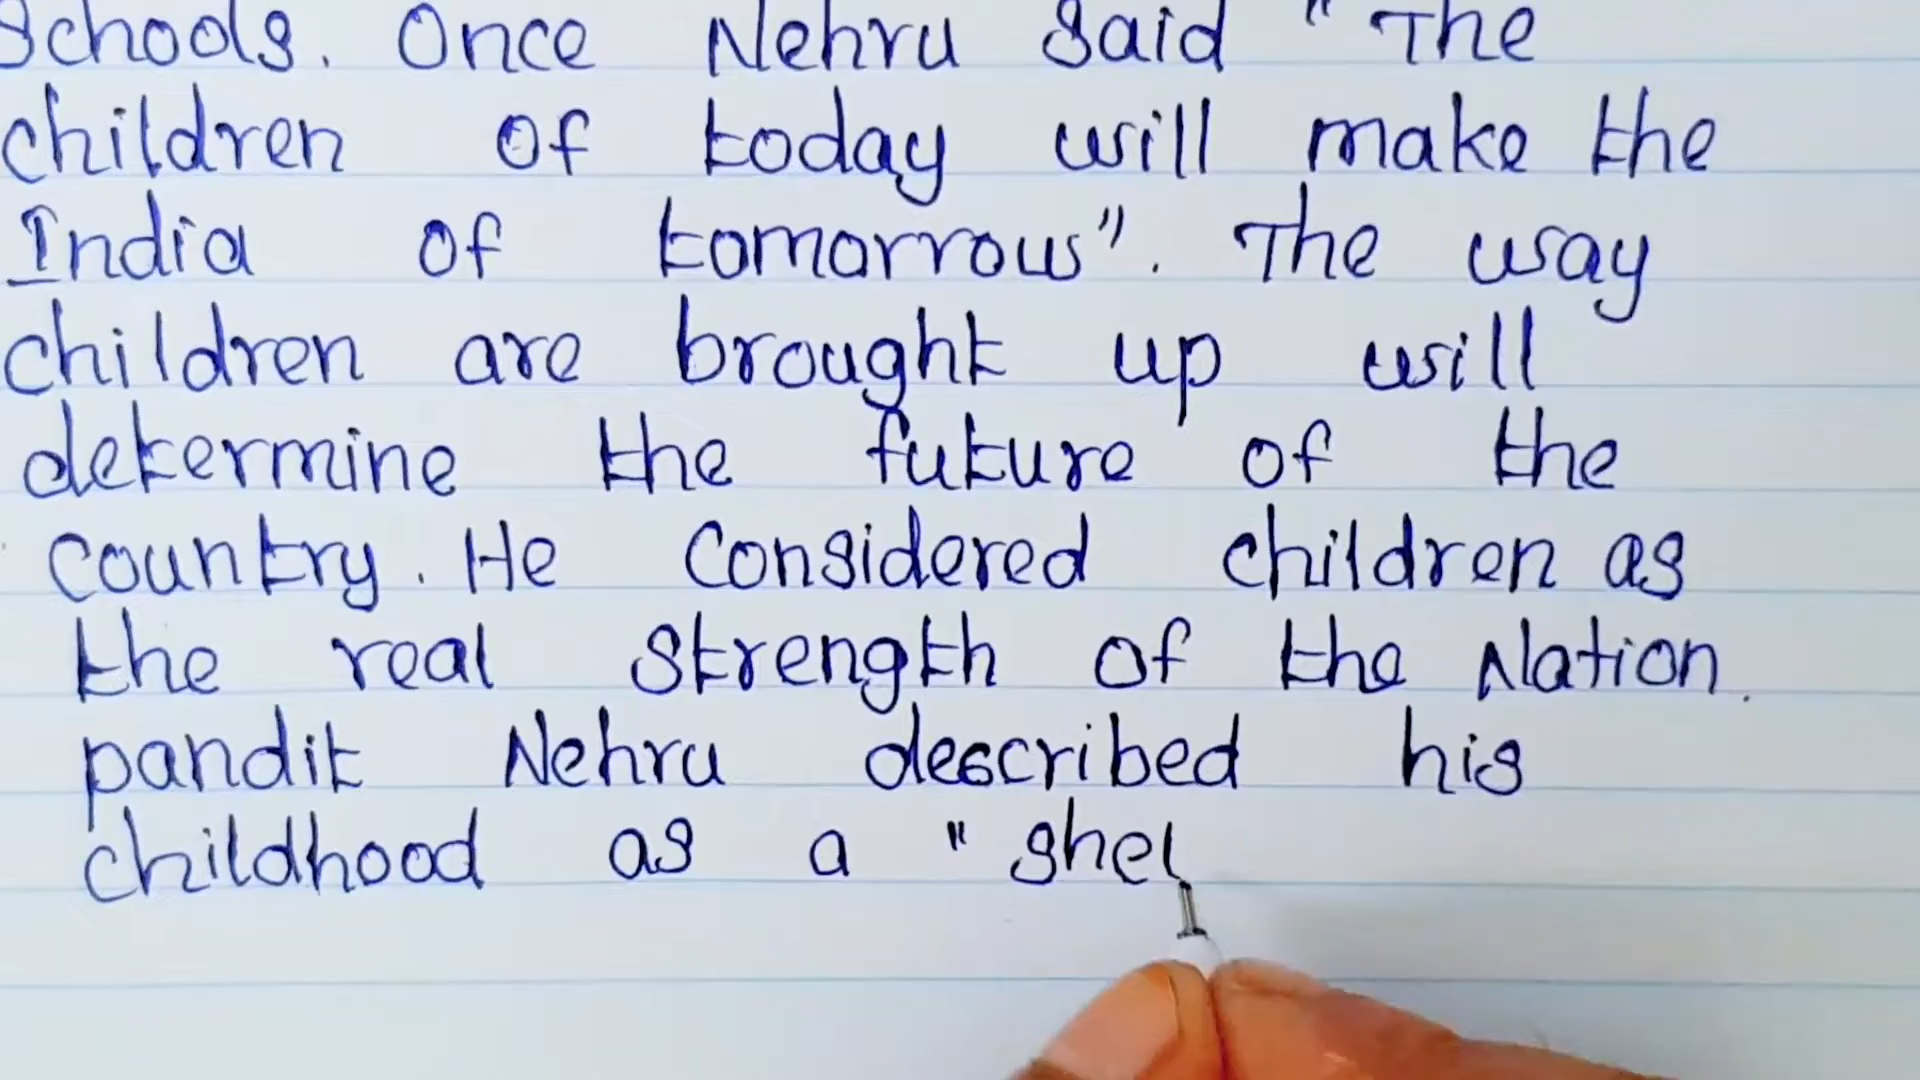 Schools. Once Nehru said "The
children of today will make the
India of tomorrow". The way
children are brought up will
determine the future of the
country. He considered children as
the real strength of the Nation.
pandit Nehru described his
childhood as a "shel